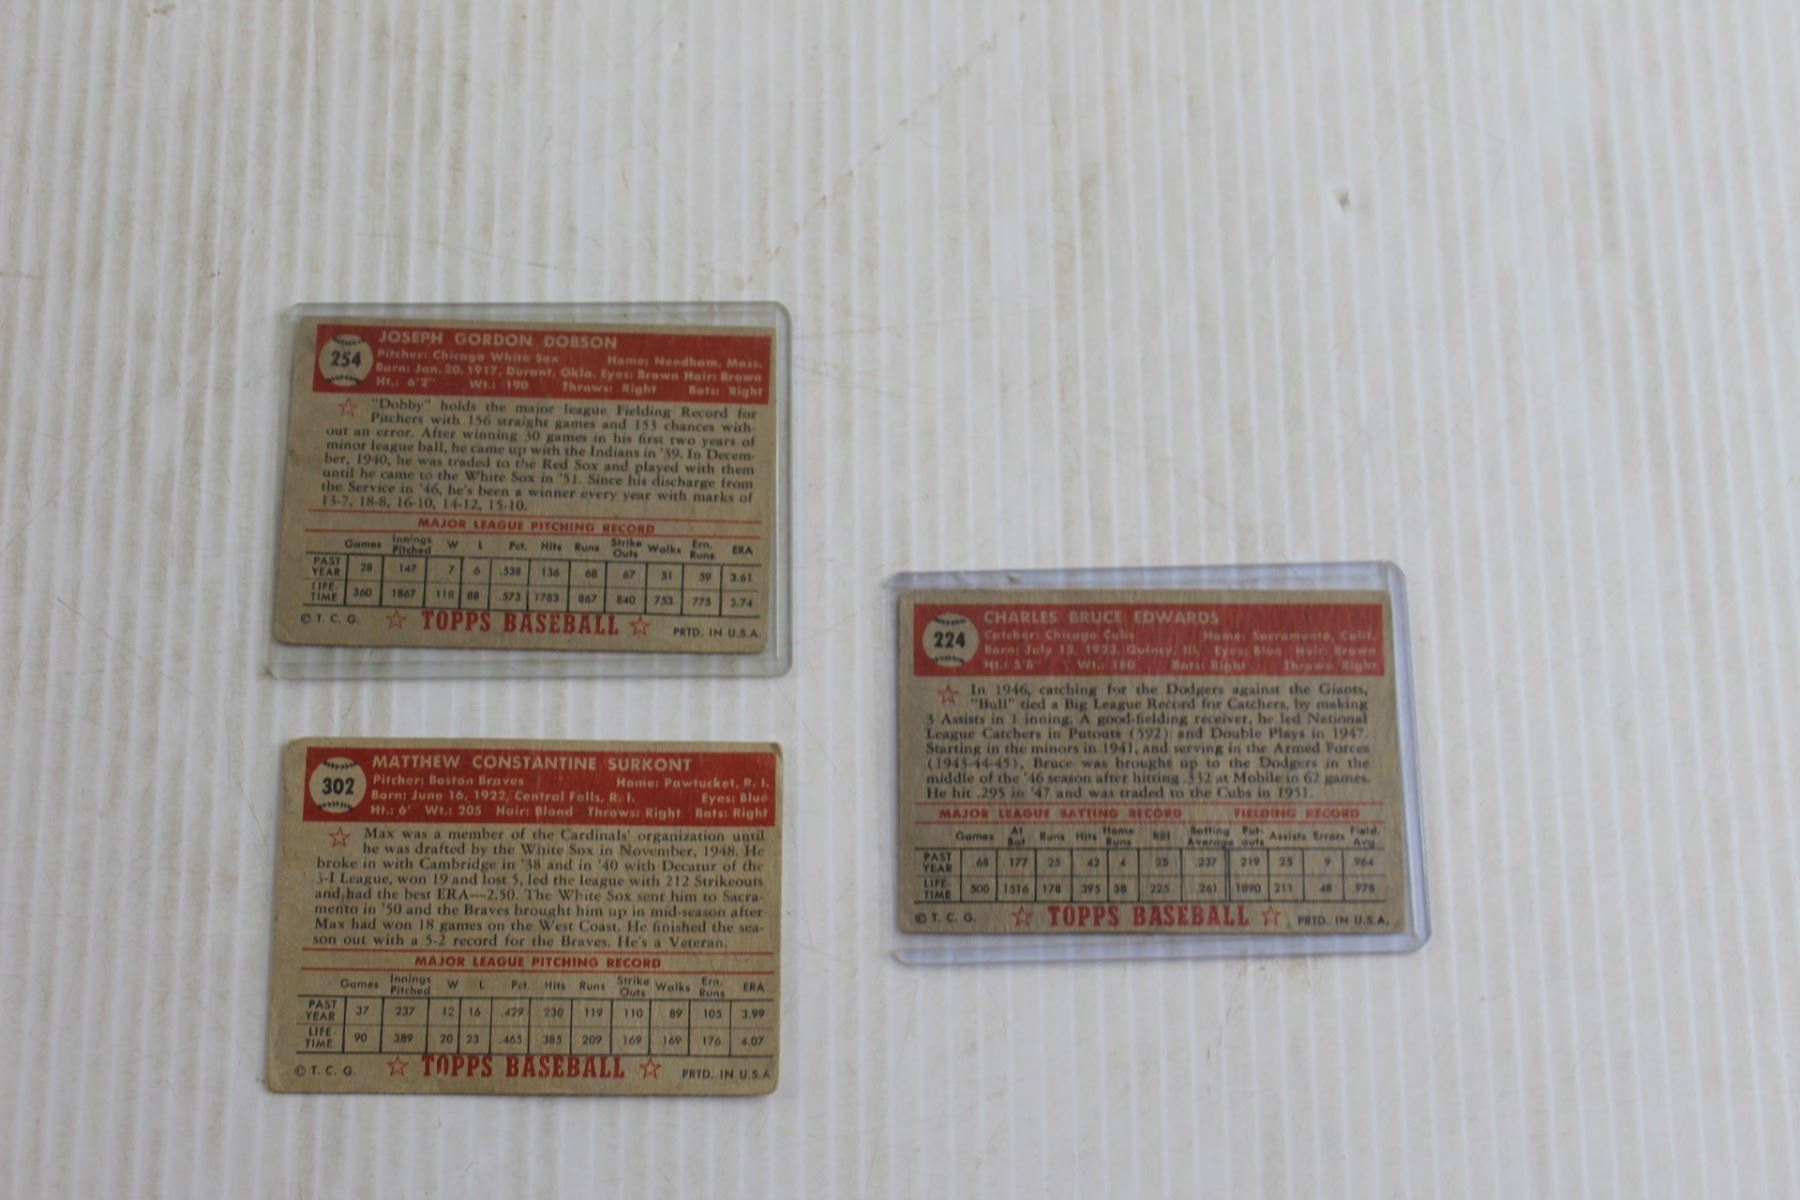 254
JOSEPH GORDON DOBSON
Pitcher: Chicago White Sox Home: Needham, Mass.
Born: Jan. 20, 1917, Durant, Okla. Eyes: Brown Hair: Brown
Ht.: 6'2" Wt.: 190 Throws: Right Bats: Right
"Dobby" holds the major league Fielding Record for
Pitchers with 156 straight games and 153 chances with-
out an error. After winning 30 games in his first two years of
minor league ball, he came up with the Indians in '39. In Decem-
ber, 1940, he was traded to the Red Sox and played with them
until he came to the White Sox in '51. Since his discharge from
the Service in '46, he's been a winner every year with marks of
13-7, 18-8, 16-10, 14-12, 15-10.
MAJOR LEAGUE PITCHING RECORD
Games Innings Pitched W L Pct. Hits Runs Strike Outs Walks Ern. Runs ERA
PAST YEAR 28 147 7 6 .538 136 68 67 51 59 3.61
LIFE-TIME 360 1867 118 88 .573 1783 867 840 753 775 3.74
© T. C. G. ☆ TOPPS BASEBALL ☆ PRTD. IN U.S.A.
302
MATTHEW CONSTANTINE SURKONT
Pitcher: Boston Braves Home: Pawtucket, R. I.
Born: June 16, 1922, Central Falls, R. I. Eyes: Blue
Ht.: 6' Wt.: 205 Hair: Blond Throws: Right Bats: Right
Max was a member of the Cardinals' organization until
he was drafted by the White Sox in November, 1948. He
broke in with Cambridge in '38 and in '40 with Decatur of the
3-I League, won 19 and lost 5, led the league with 212 Strikeouts
and had the best ERA—2.50. The White Sox sent him to Sacra-
mento in '50 and the Braves brought him up in mid-season after
Max had won 18 games on the West Coast. He finished the sea-
son out with a 5-2 record for the Braves. He's a Veteran.
MAJOR LEAGUE PITCHING RECORD
Games Innings Pitched W L Pct. Hits Runs Strike Outs Walks Ern. Runs ERA
PAST YEAR 37 237 12 16 .429 230 119 110 89 105 3.99
LIFE-TIME 90 389 20 23 .465 385 209 169 169 176 4.07
© T. C. G. ☆ TOPPS BASEBALL ☆ PRTD. IN U.S.A
224
CHARLES BRUCE EDWARDS
Catcher: Chicago Cubs Home: Sacramento, Calif.
Born: July 15, 1923, Quincy, Ill. Eyes: Blue Hair: Brown
Ht.: 5'8" Wt.: 180 Bats: Right Throws: Right
In 1946, catching for the Dodgers against the Giants,
"Bull" tied a Big League Record for Catchers, by making
3 Assists in 1 inning. A good-fielding receiver, he led National
League Catchers in Putouts (592) and Double Plays in 1947.
Starting in the minors in 1941, and serving in the Armed Forces
(1943-44-45), Bruce was brought up to the Dodgers in the
middle of the '46 season after hitting .332 at Mobile in 62 games.
He hit .295 in '47 and was traded to the Cubs in 1951.
MAJOR LEAGUE BATTING RECORD FIELDING RECORD
Games At Bat Runs Hits Home Runs RBI Batting Average Put-outs Assists Errors Field. Avg.
PAST YEAR 68 177 25 42 4 25 .237 219 25 9 .964
LIFE-TIME 500 1516 178 395 38 225 .261 1890 211 48 .978
© T. C. G. ☆ TOPPS BASEBALL ☆ PRTD. IN U.S.A.